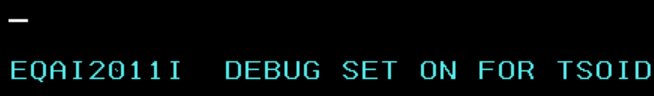 EQAI2011I  DEBUG SET ON FOR TSOID